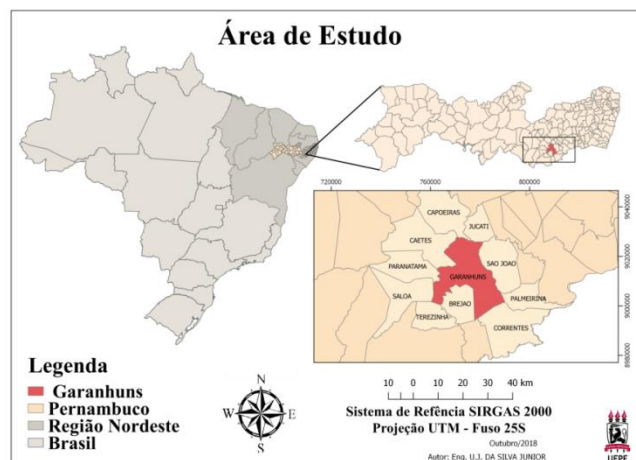 Área de Estudo
720000
760000
800000
9040000
9020000
9000000
8980000
CAPOEIRAS
JUCATI
CAETES
SAO JOAO
PARANATAMA
GARANHUNS
SALOA
BREJAO
PALMEIRINA
TEREZINHA
CORRENTES
Legenda
Garanhuns
Pernambuco
Região Nordeste
Brasil
N
W
E
S
10 0 10 20 30 40 km
Sistema de Refência SIRGAS 2000
Projeção UTM - Fuso 25S
Outubro/2018
Autor: Eng. U.J. DA SILVA JUNIOR
UFPE